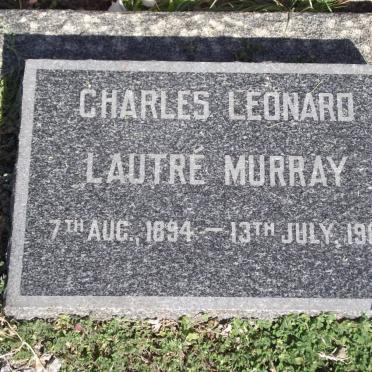 CHARLES LEONARD
LAUTRÉ MURRAY
7TH AUG., 1894 — 13TH JULY,